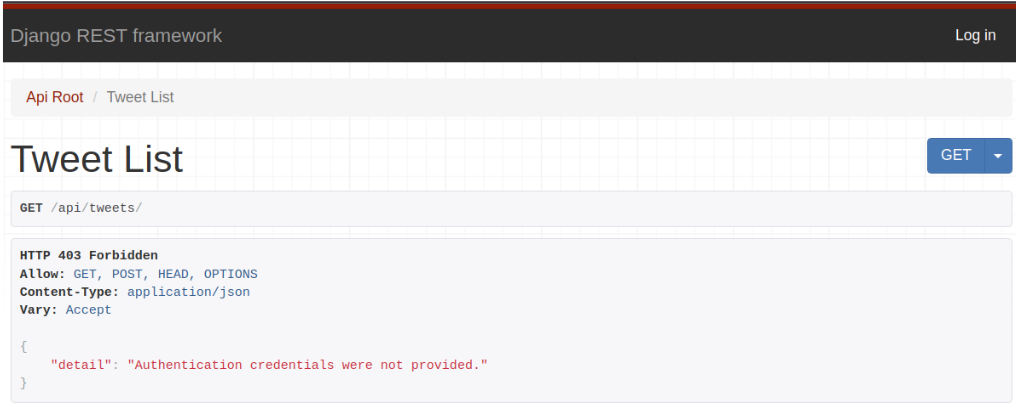 Django REST framework
Log in
Api Root / Tweet List
Tweet List
GET
GET /api/tweets/
HTTP 403 Forbidden
Allow: GET, POST, HEAD, OPTIONS
Content-Type: application/json
Vary: Accept
{
    "detail": "Authentication credentials were not provided."
}